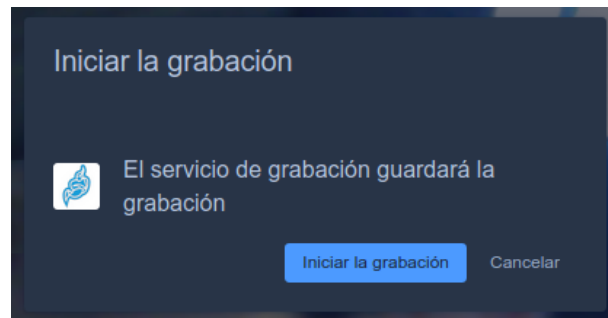 Iniciar la grabación
El servicio de grabación guardará la
grabación
Iniciar la grabación Cancelar